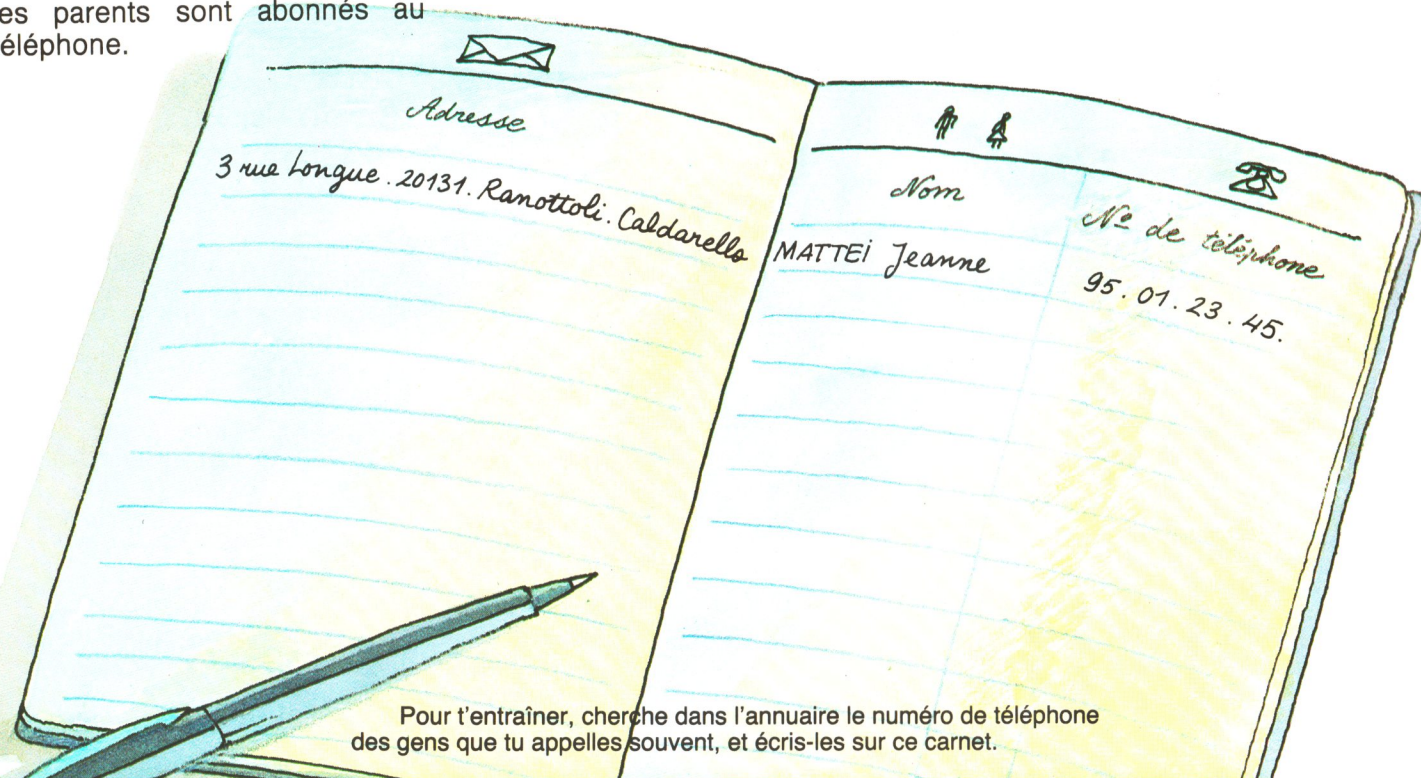 es parents sont abonnés au
éléphone.
Adresse
3 rue Longue . 20131. Ranottoli. Caldarello
Nom
Nº de téléphone
MATTEI Jeanne
95 . 01 . 23 . 45.
Pour t'entraîner, cherche dans l'annuaire le numéro de téléphone
des gens que tu appelles souvent, et écris-les sur ce carnet.